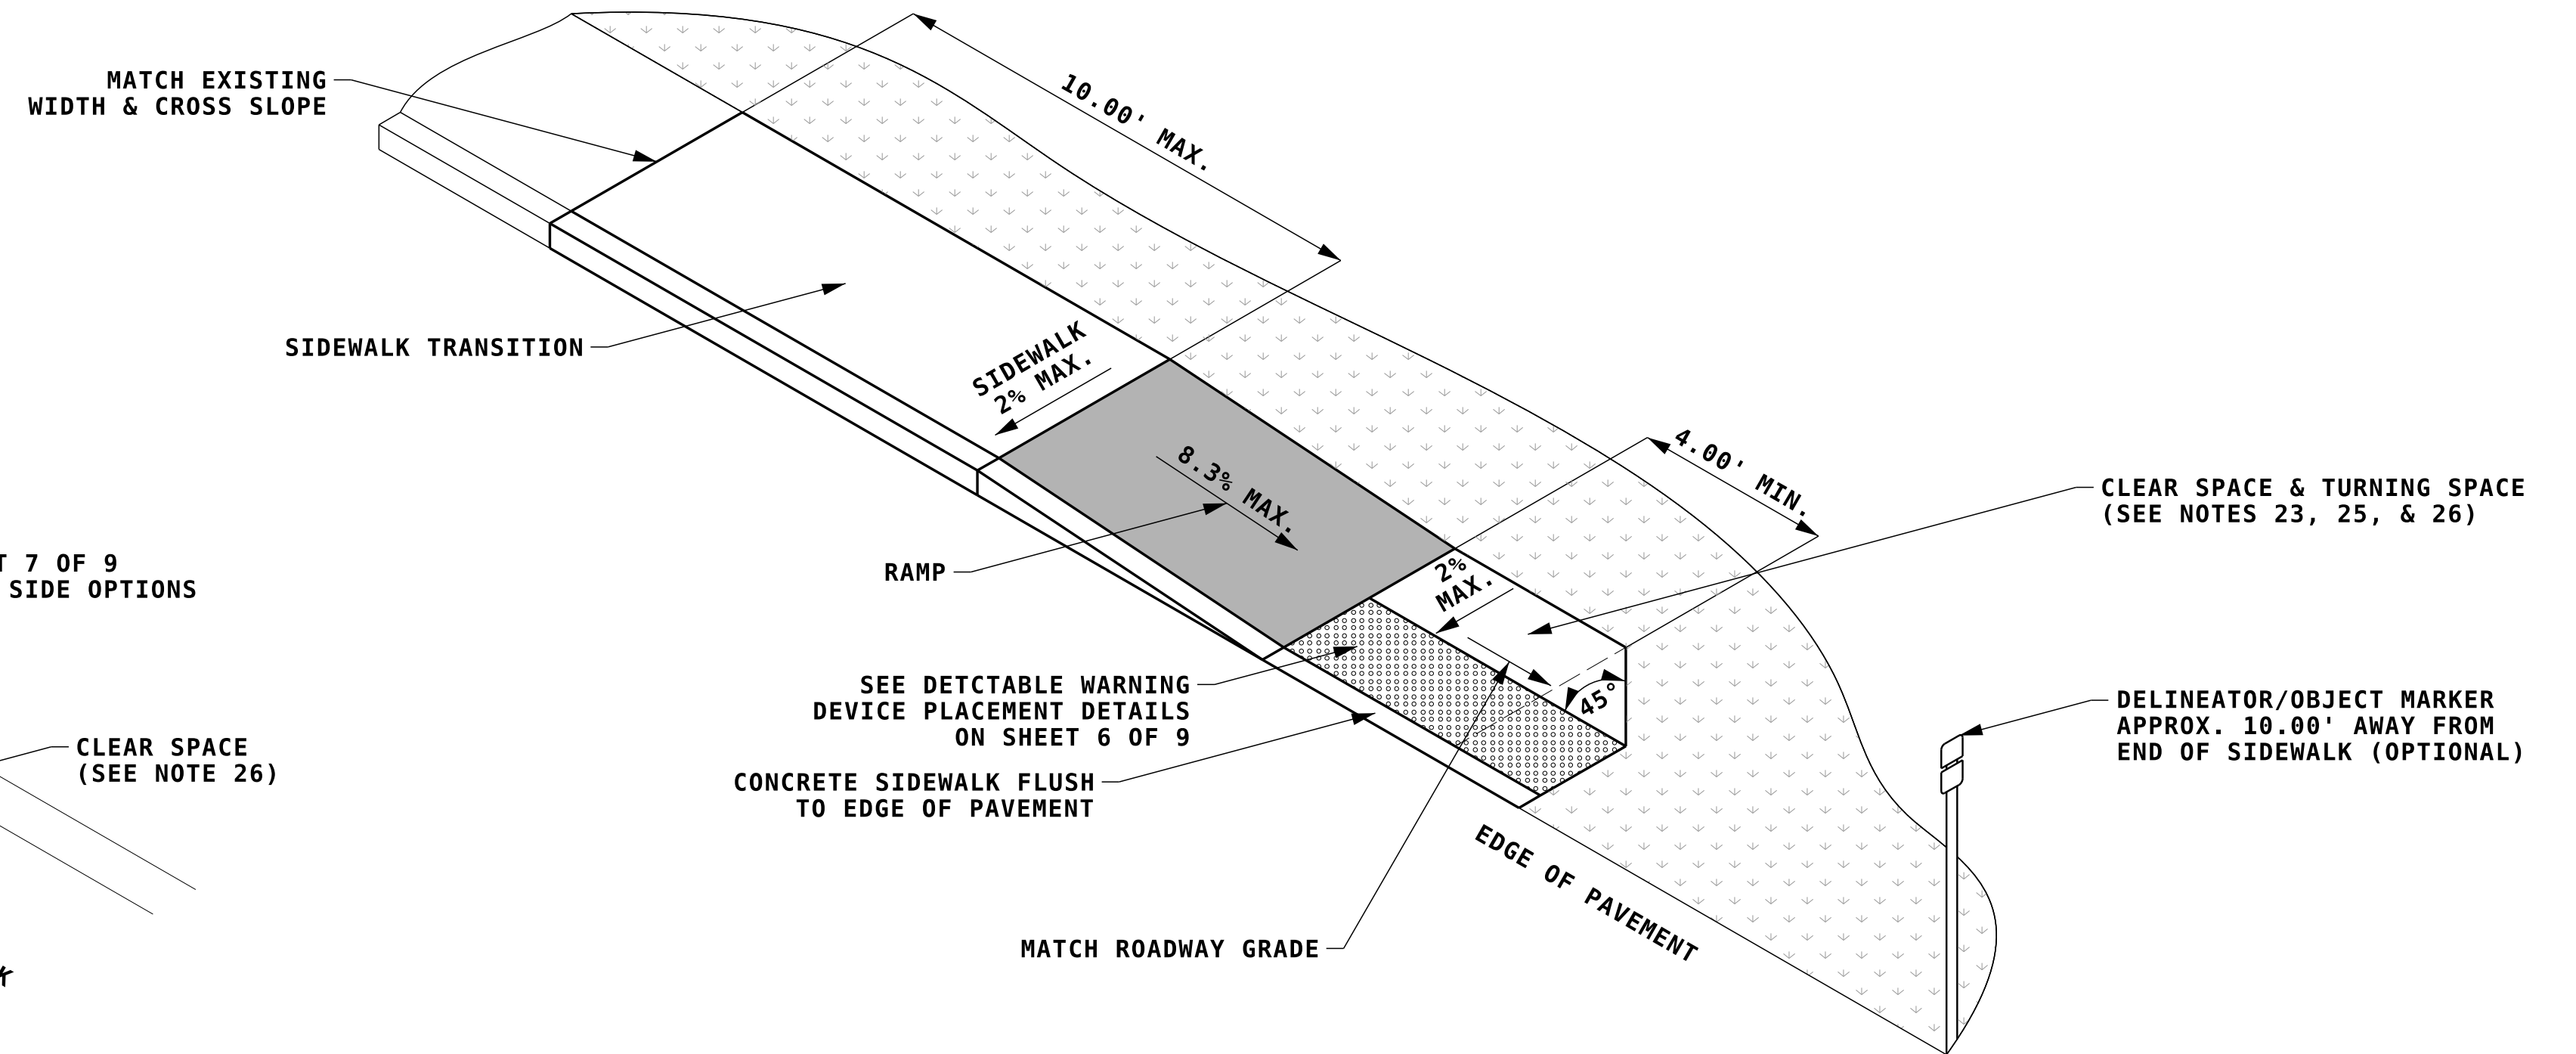 MATCH EXISTING
WIDTH & CROSS SLOPE
10.00' MAX.
SIDEWALK TRANSITION
SIDEWALK
2% MAX.
8.3% MAX.
4.00' MIN.
CLEAR SPACE & TURNING SPACE
(SEE NOTES 23, 25, & 26)
7 OF 9
SIDE OPTIONS
RAMP
2%
MAX.
45°
SEE DETCTABLE WARNING
DEVICE PLACEMENT DETAILS
ON SHEET 6 OF 9
DELINEATOR/OBJECT MARKER
APPROX. 10.00' AWAY FROM
END OF SIDEWALK (OPTIONAL)
CLEAR SPACE
(SEE NOTE 26)
CONCRETE SIDEWALK FLUSH
TO EDGE OF PAVEMENT
EDGE OF PAVEMENT
MATCH ROADWAY GRADE